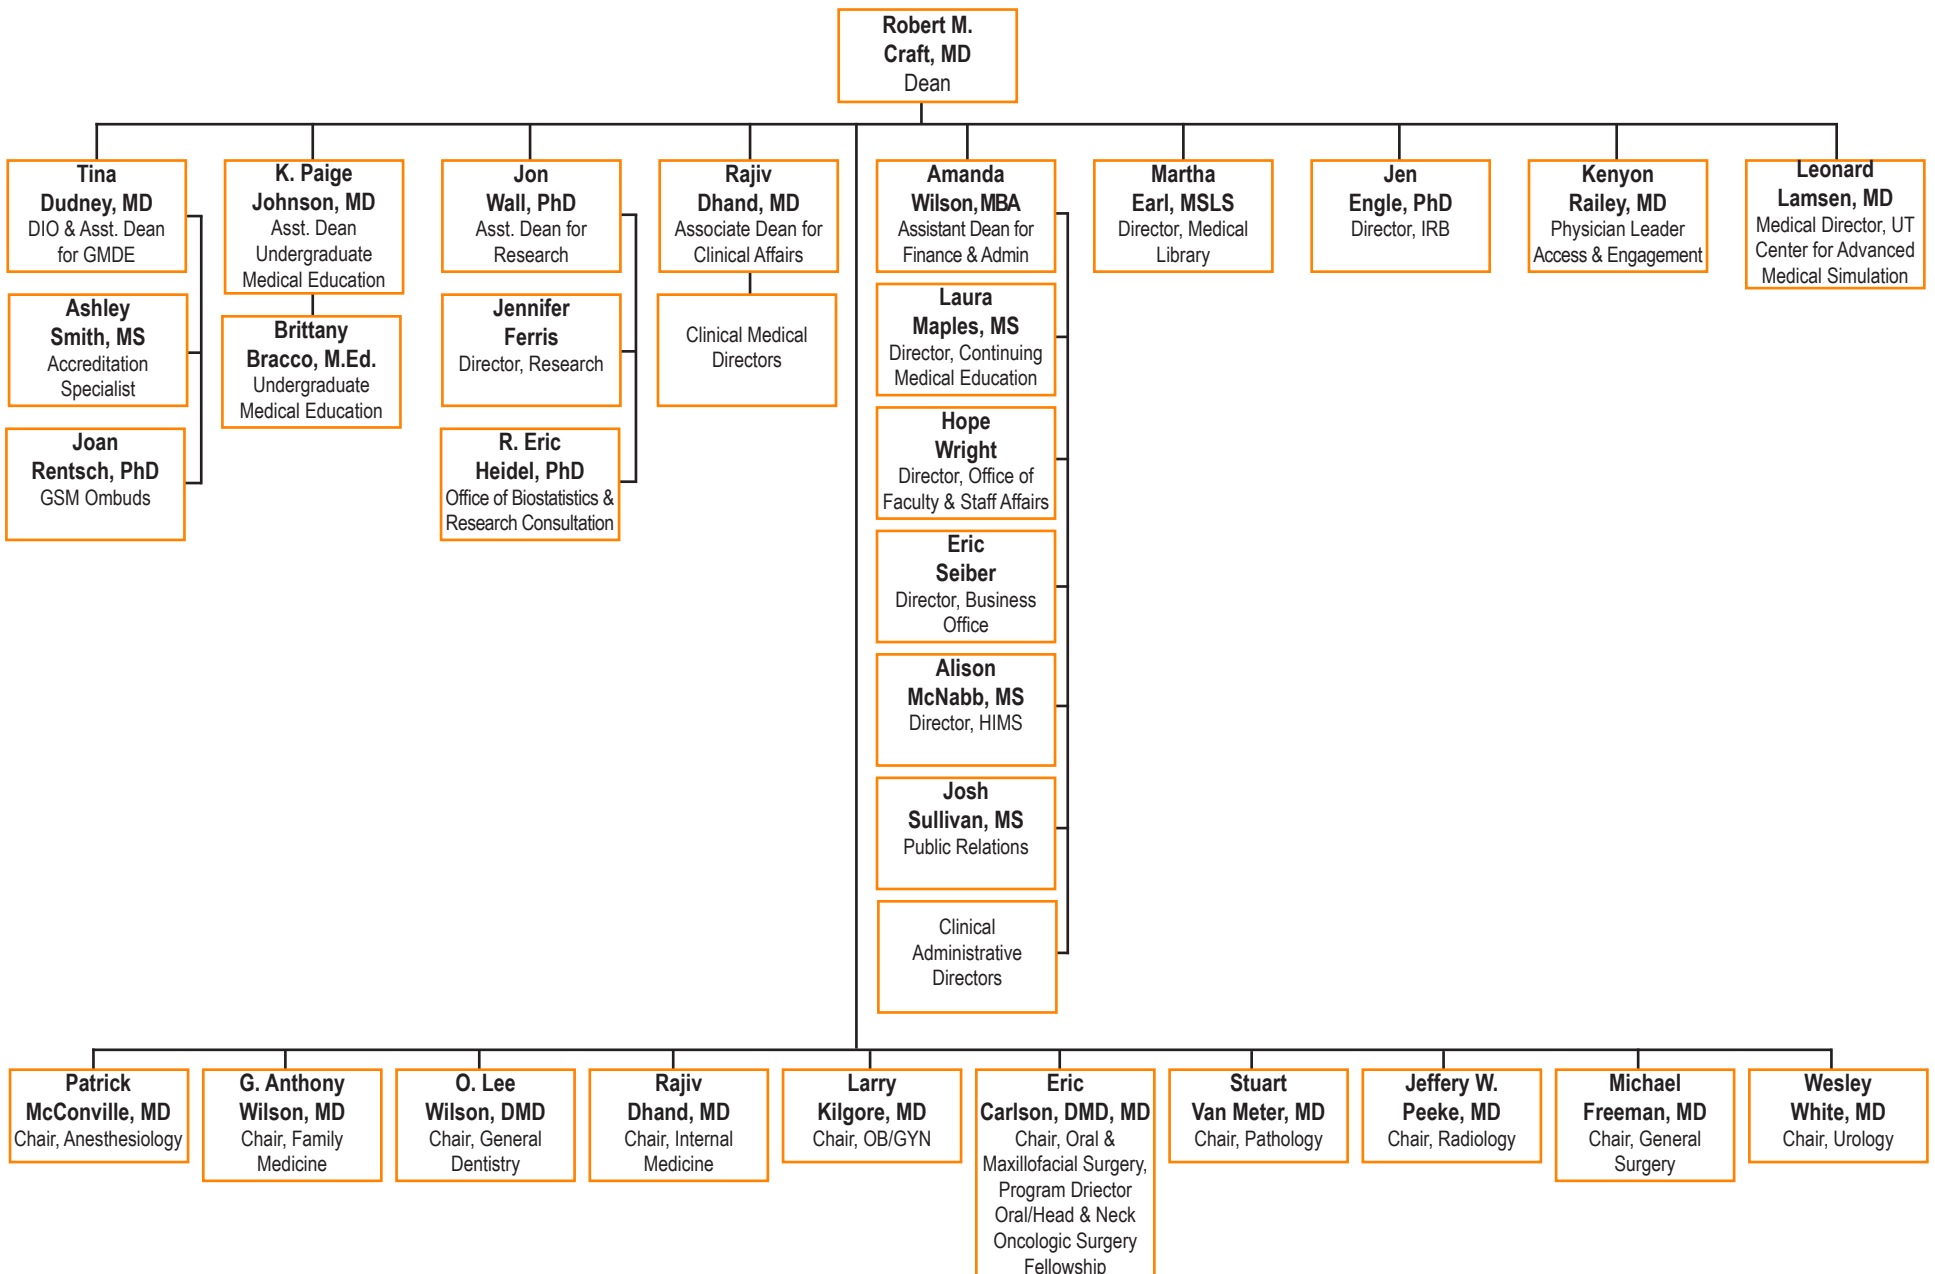 Robert M.
Craft, MD
Dean
Tina
Dudney, MD
DIO & Asst. Dean
for GMDE
K. Paige
Johnson, MD
Asst. Dean
Undergraduate
Medical Education
Jon
Wall, PhD
Asst. Dean for
Research
Rajiv
Dhand, MD
Associate Dean for
Clinical Affairs
Amanda
Wilson, MBA
Assistant Dean for
Finance & Admin
Martha
Earl, MSLS
Director, Medical
Library
Jen
Engle, PhD
Director, IRB
Kenyon
Railey, MD
Physician Leader
Access & Engagement
Leonard
Lamsen, MD
Medical Director, UT
Center for Advanced
Medical Simulation
Ashley
Smith, MS
Accreditation
Specialist
Brittany
Bracco, M.Ed.
Undergraduate
Medical Education
Jennifer
Ferris
Director, Research
Clinical Medical
Directors
Laura
Maples, MS
Director, Continuing
Medical Education
Joan
Rentsch, PhD
GSM Ombuds
R. Eric
Heidel, PhD
Office of Biostatistics &
Research Consultation
Hope
Wright
Director, Office of
Faculty & Staff Affairs
Eric
Seiber
Director, Business
Office
Alison
McNabb, MS
Director, HIMS
Josh
Sullivan, MS
Public Relations
Clinical
Administrative
Directors
Patrick
McConville, MD
Chair, Anesthesiology
G. Anthony
Wilson, MD
Chair, Family
Medicine
O. Lee
Wilson, DMD
Chair, General
Dentistry
Rajiv
Dhand, MD
Chair, Internal
Medicine
Larry
Kilgore, MD
Chair, OB/GYN
Eric
Carlson, DMD, MD
Chair, Oral &
Maxillofacial Surgery,
Program Driector
Oral/Head & Neck
Oncologic Surgery
Fellowship
Stuart
Van Meter, MD
Chair, Pathology
Jeffery W.
Peeke, MD
Chair, Radiology
Michael
Freeman, MD
Chair, General
Surgery
Wesley
White, MD
Chair, Urology